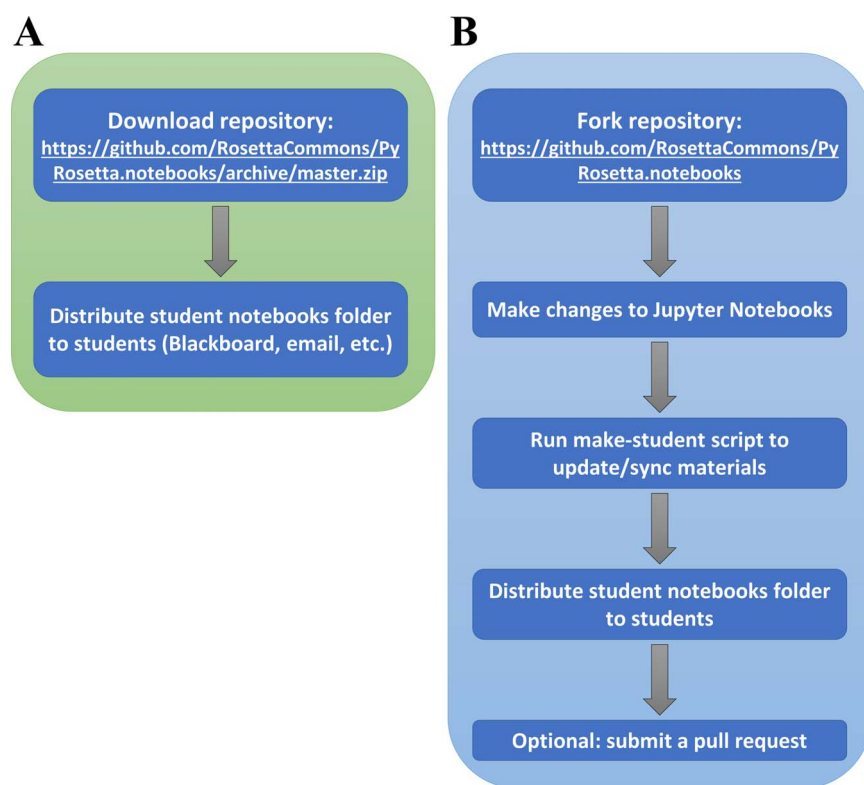 A
Download repository:
https://github.com/RosettaCommons/Py
Rosetta.notebooks/archive/master.zip
Distribute student notebooks folder
to students (Blackboard, email, etc.)
B
Fork repository:
https://github.com/RosettaCommons/Py
Rosetta.notebooks
Make changes to Jupyter Notebooks
Run make-student script to
update/sync materials
Distribute student notebooks folder
to students
Optional: submit a pull request